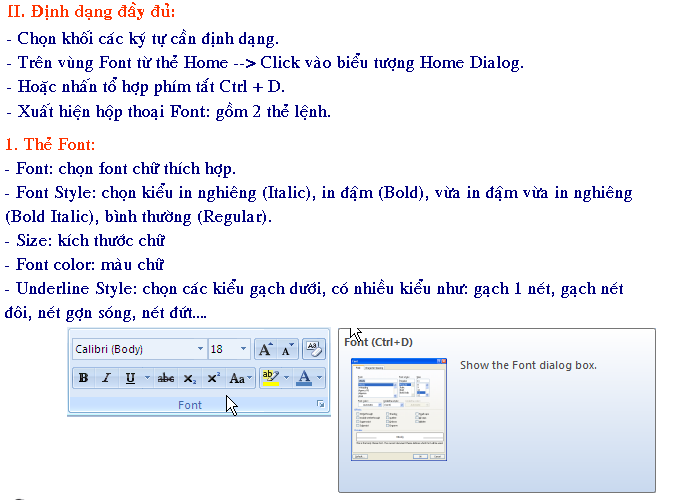 II. Định dạng đầy đủ:
- Chọn khối các ký tự cần định dạng.
- Trên vùng Font từ thẻ Home --> Click vào biểu tượng Home Dialog.
- Hoặc nhấn tổ hợp phím tắt Ctrl + D.
- Xuất hiện hộp thoại Font: gồm 2 thẻ lệnh.
1. Thẻ Font:
- Font: chọn font chữ thích hợp.
- Font Style: chọn kiểu in nghiêng (Italic), in đậm (Bold), vừa in đậm vừa in nghiêng
(Bold Italic), bình thường (Regular).
- Size: kích thước chữ
- Font color: màu chữ
- Underline Style: chọn các kiểu gạch dưới, có nhiều kiểu như: gạch 1 nét, gạch nét
đôi, nét gợn sóng, nét đứt....
Calibri (Body) 18 A A Aa
B I U abc x₂ x² Aa ab A
Font
Font (Ctrl+D)
Show the Font dialog box.